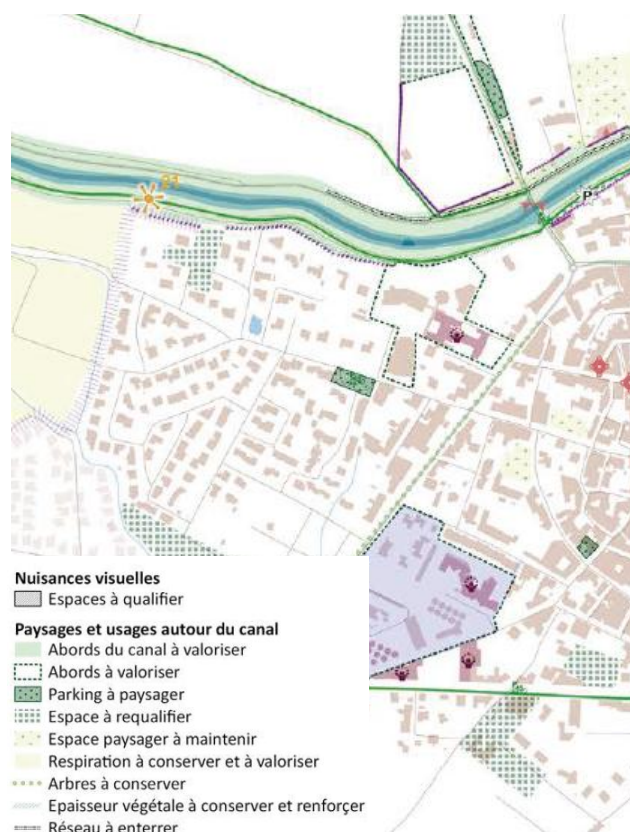 P
Nuisances visuelles
Espaces à qualifier
Paysages et usages autour du canal
Abords du canal à valoriser
Abords à valoriser
Parking à paysager
Espace à requalifier
Espace paysager à maintenir
Respiration à conserver et à valoriser
Arbres à conserver
Epaisseur végétale à conserver et renforçer
Réseau à enterrer